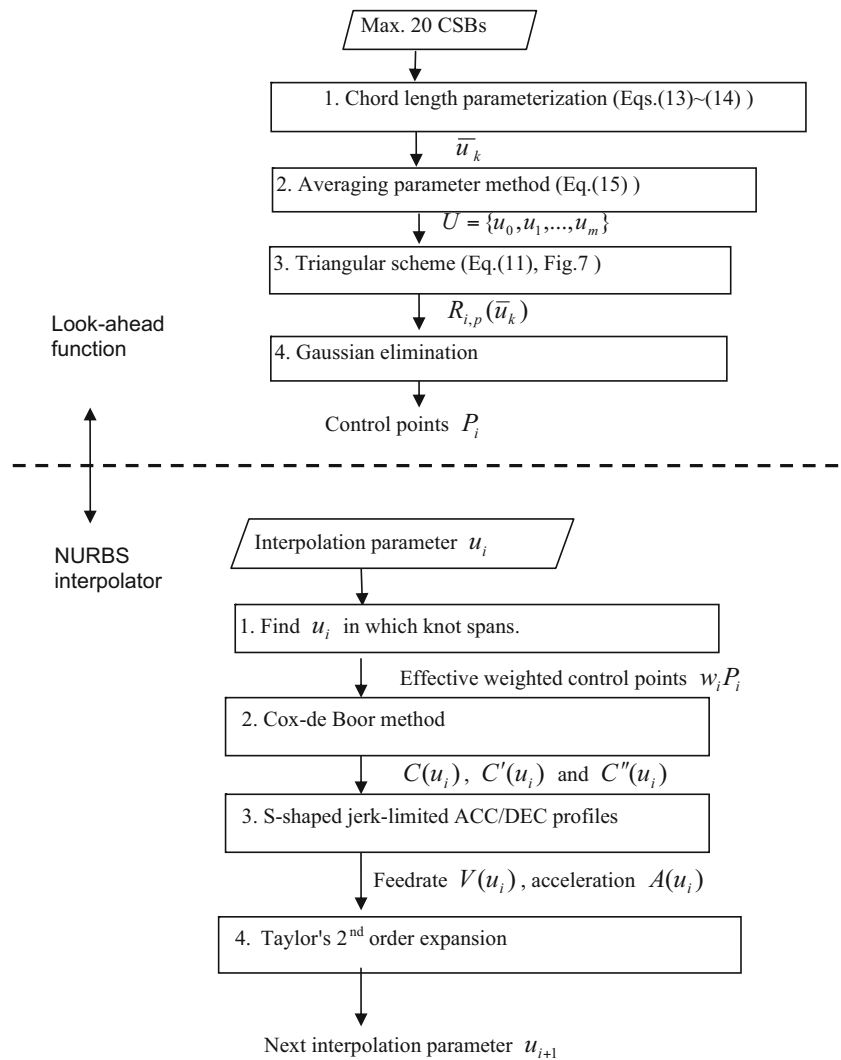 Max. 20 CSBs
1. Chord length parameterization (Eqs.(13)~(14) )
u̅_k
2. Averaging parameter method (Eq.(15) )
U = {u_0, u_1, ..., u_m}
3. Triangular scheme (Eq.(11), Fig.7 )
R_{i,p}(u̅_k)
4. Gaussian elimination
Control points P_i
Look-ahead
function
NURBS
interpolator
Interpolation parameter u_i
1. Find u_i in which knot spans.
Effective weighted control points w_iP_i
2. Cox-de Boor method
C(u_i), C′(u_i) and C″(u_i)
3. S-shaped jerk-limited ACC/DEC profiles
Feedrate V(u_i), acceleration A(u_i)
4. Taylor's 2nd order expansion
Next interpolation parameter u_{i+1}